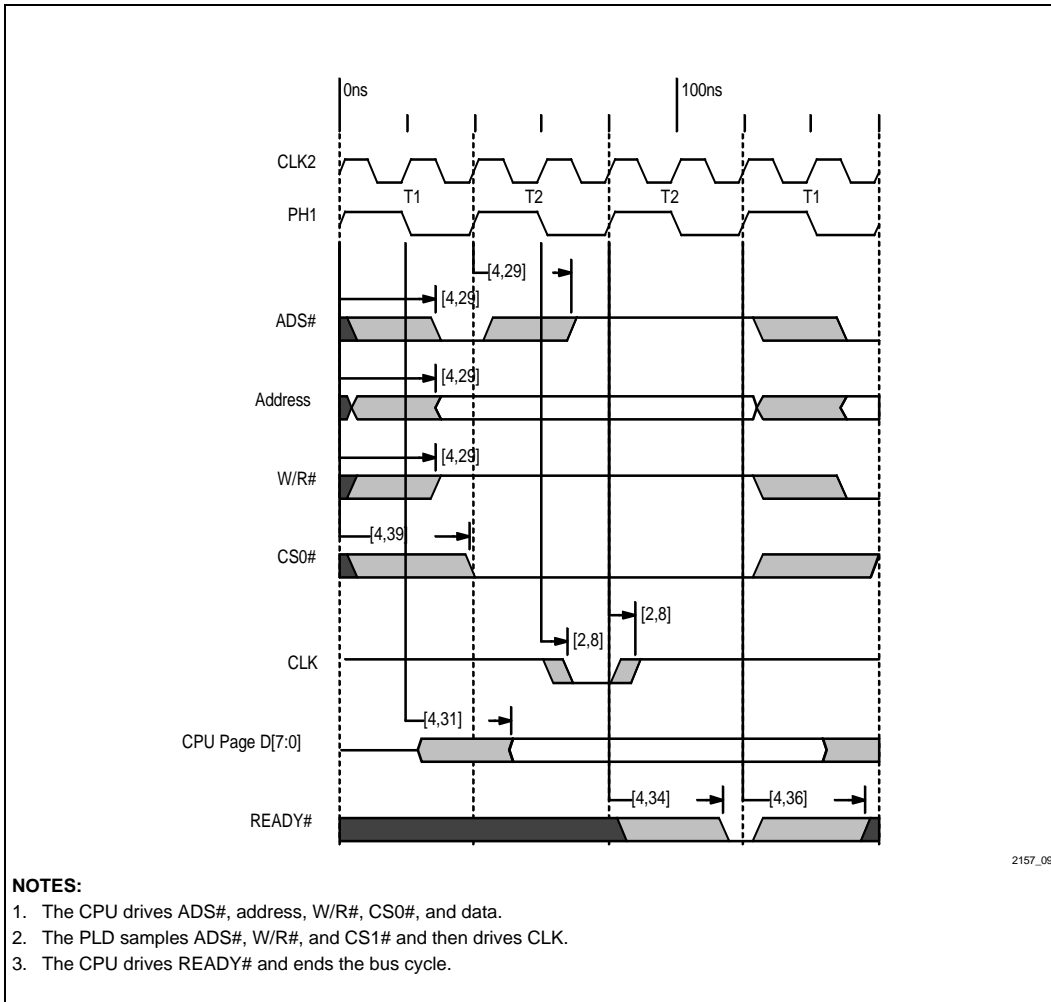 0ns 100ns
CLK2
T1 T2 T2 T1
PH1
[4,29]
[4,29]
ADS#
[4,29]
Address
[4,29]
W/R#
[4,39]
CS0#
[2,8]
[2,8]
CLK
[4,31]
CPU Page D[7:0]
[4,34] [4,36]
READY#
2157_09
NOTES:
1. The CPU drives ADS#, address, W/R#, CS0#, and data.
2. The PLD samples ADS#, W/R#, and CS1# and then drives CLK.
3. The CPU drives READY# and ends the bus cycle.